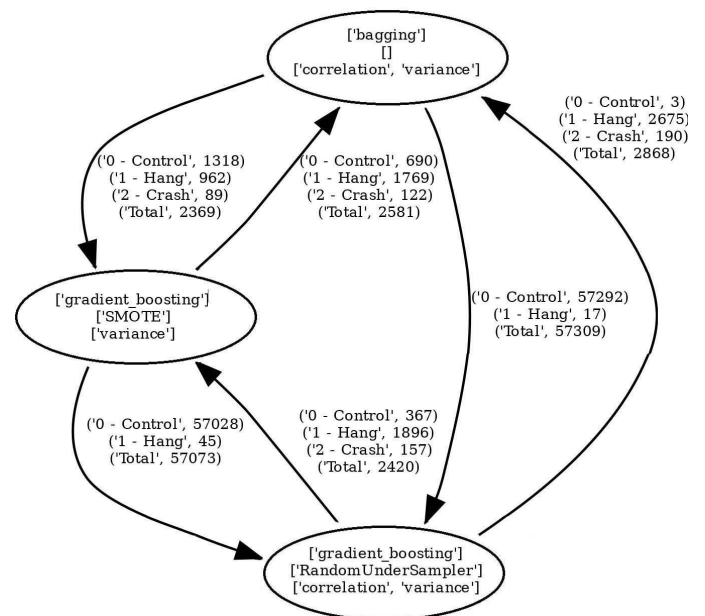 ['bagging']
[]
['correlation', 'variance']
('0 - Control', 3)
('1 - Hang', 2675)
('2 - Crash', 190)
('Total', 2868)
('0 - Control', 1318)
('1 - Hang', 962)
('2 - Crash', 89)
('Total', 2369)
('0 - Control', 690)
('1 - Hang', 1769)
('2 - Crash', 122)
('Total', 2581)
['gradient_boosting']
['SMOTE']
['variance']
('0 - Control', 57292)
('1 - Hang', 17)
('Total', 57309)
('0 - Control', 57028)
('1 - Hang', 45)
('Total', 57073)
('0 - Control', 367)
('1 - Hang', 1896)
('2 - Crash', 157)
('Total', 2420)
['gradient_boosting']
['RandomUnderSampler']
['correlation', 'variance']